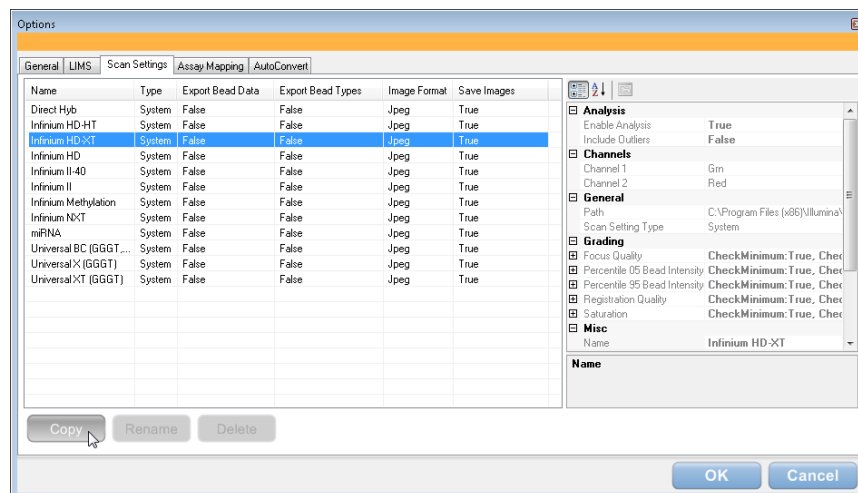 Options
General LIMS Scan Settings Assay Mapping AutoConvert
Name Type Export Bead Data Export Bead Types Image Format Save Images
Direct Hyb System False False Jpeg True
Infinium HD-HT System False False Jpeg True
Infinium HD-XT System False False Jpeg True
Infinium HD System False False Jpeg True
Infinium II-40 System False False Jpeg True
Infinium II System False False Jpeg True
Infinium Methylation System False False Jpeg True
Infinium NXT System False False Jpeg True
miRNA System False False Jpeg True
Universal BC (GGGT,... System False False Jpeg True
Universal X (GGGT) System False False Jpeg True
Universal XT (GGGT) System False False Jpeg True
Analysis
Enable Analysis True
Include Outliers False
Channels
Channel 1 Grn
Channel 2 Red
General
Path C:\Program Files (x86)\Illumina\
Scan Setting Type System
Grading
Focus Quality CheckMinimum:True, Chec
Percentile 05 Bead Intensity CheckMinimum:True, Chec
Percentile 95 Bead Intensity CheckMinimum:True, Chec
Registration Quality CheckMinimum:True, Chec
Saturation CheckMinimum:True, Chec
Misc
Name Infinium HD-XT
Name
Copy Rename Delete
OK Cancel